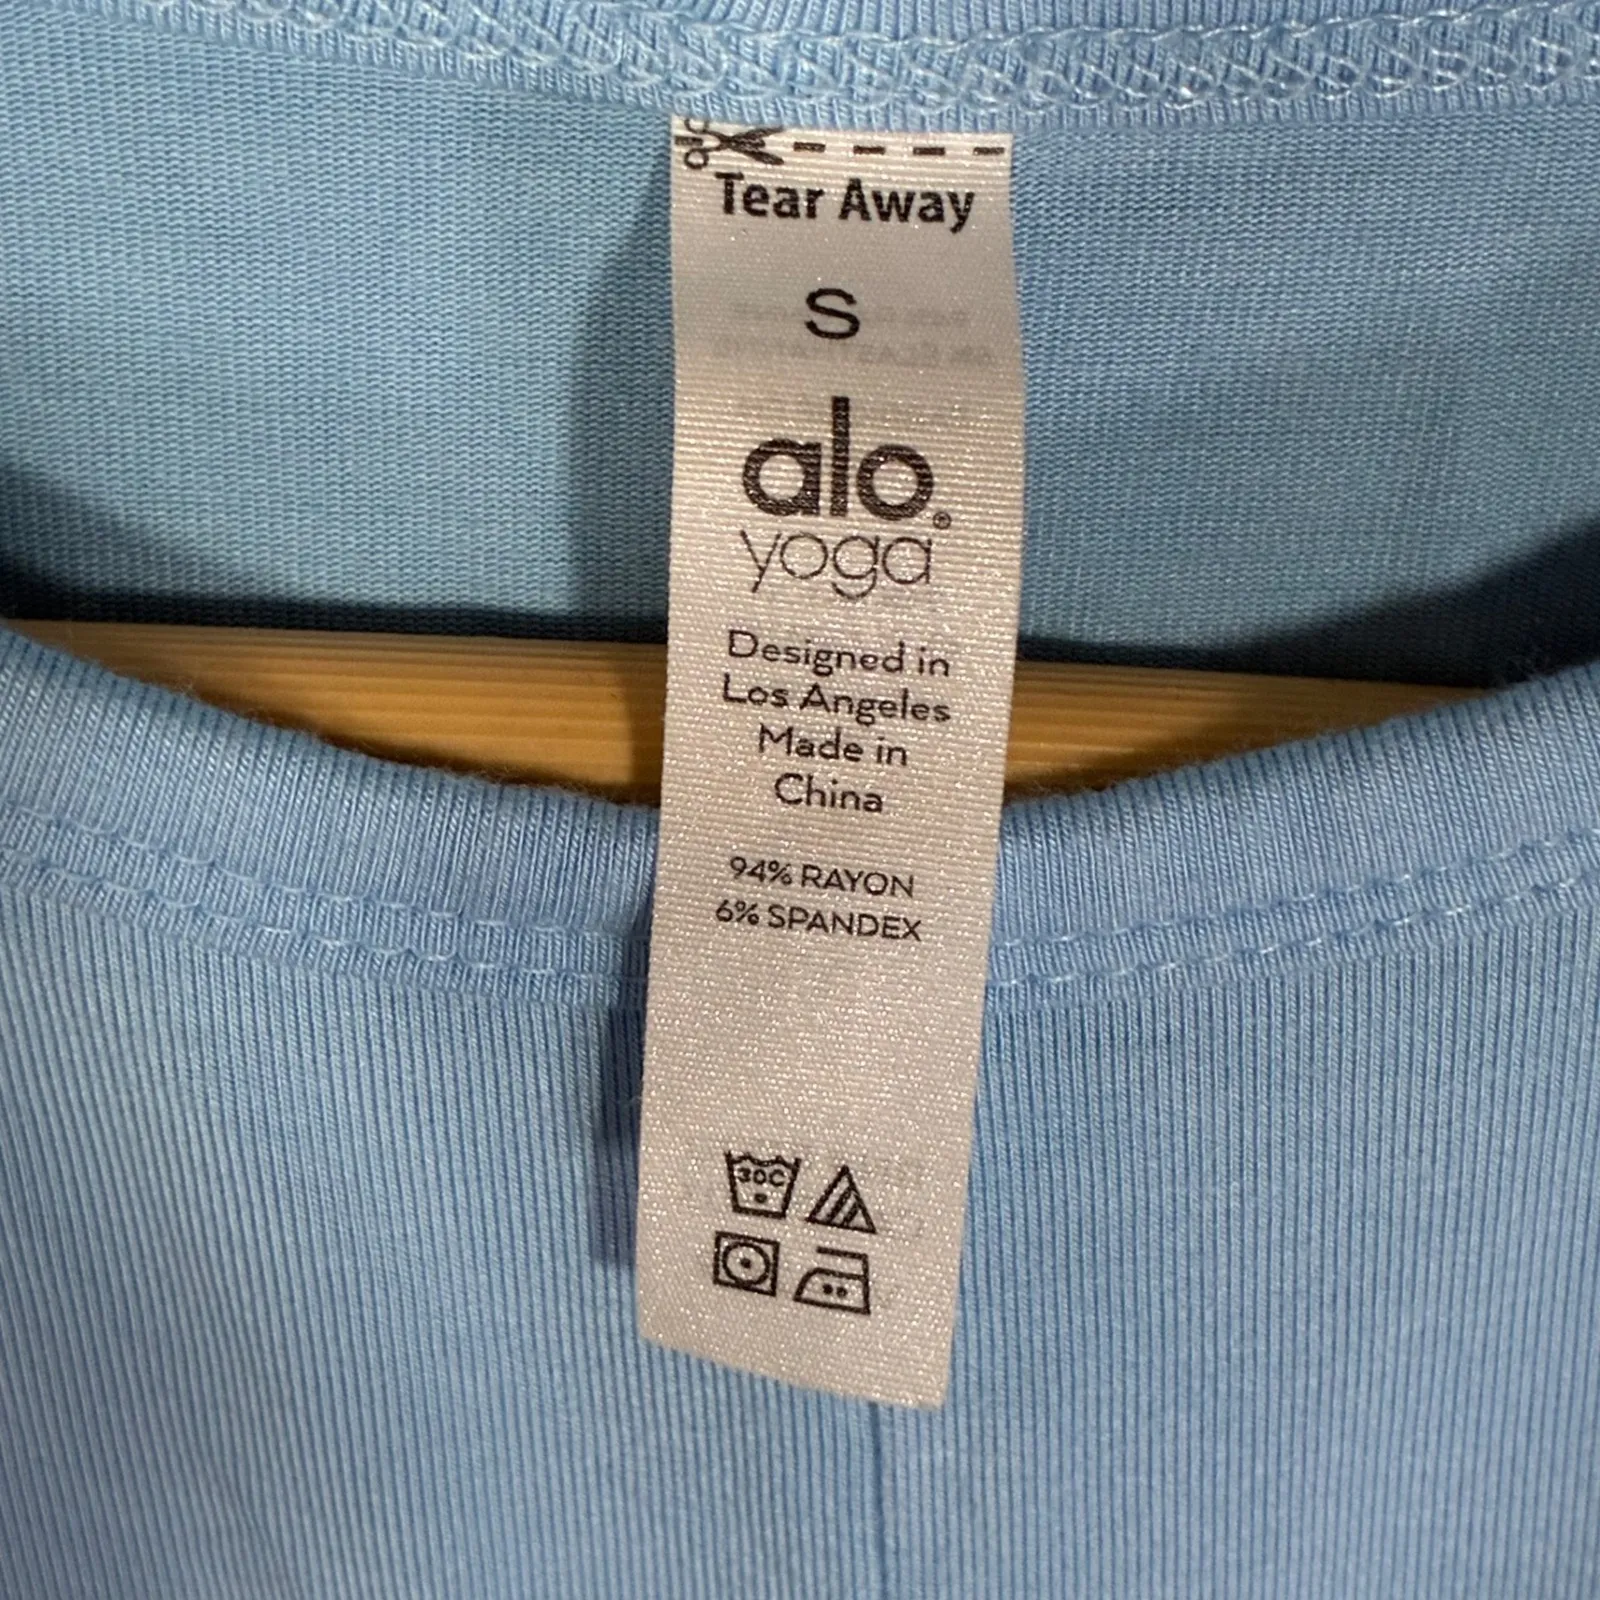 Tear Away
S
alo®
yoga
Designed in
Los Angeles
Made in
China
94% RAYON
6% SPANDEX
30C